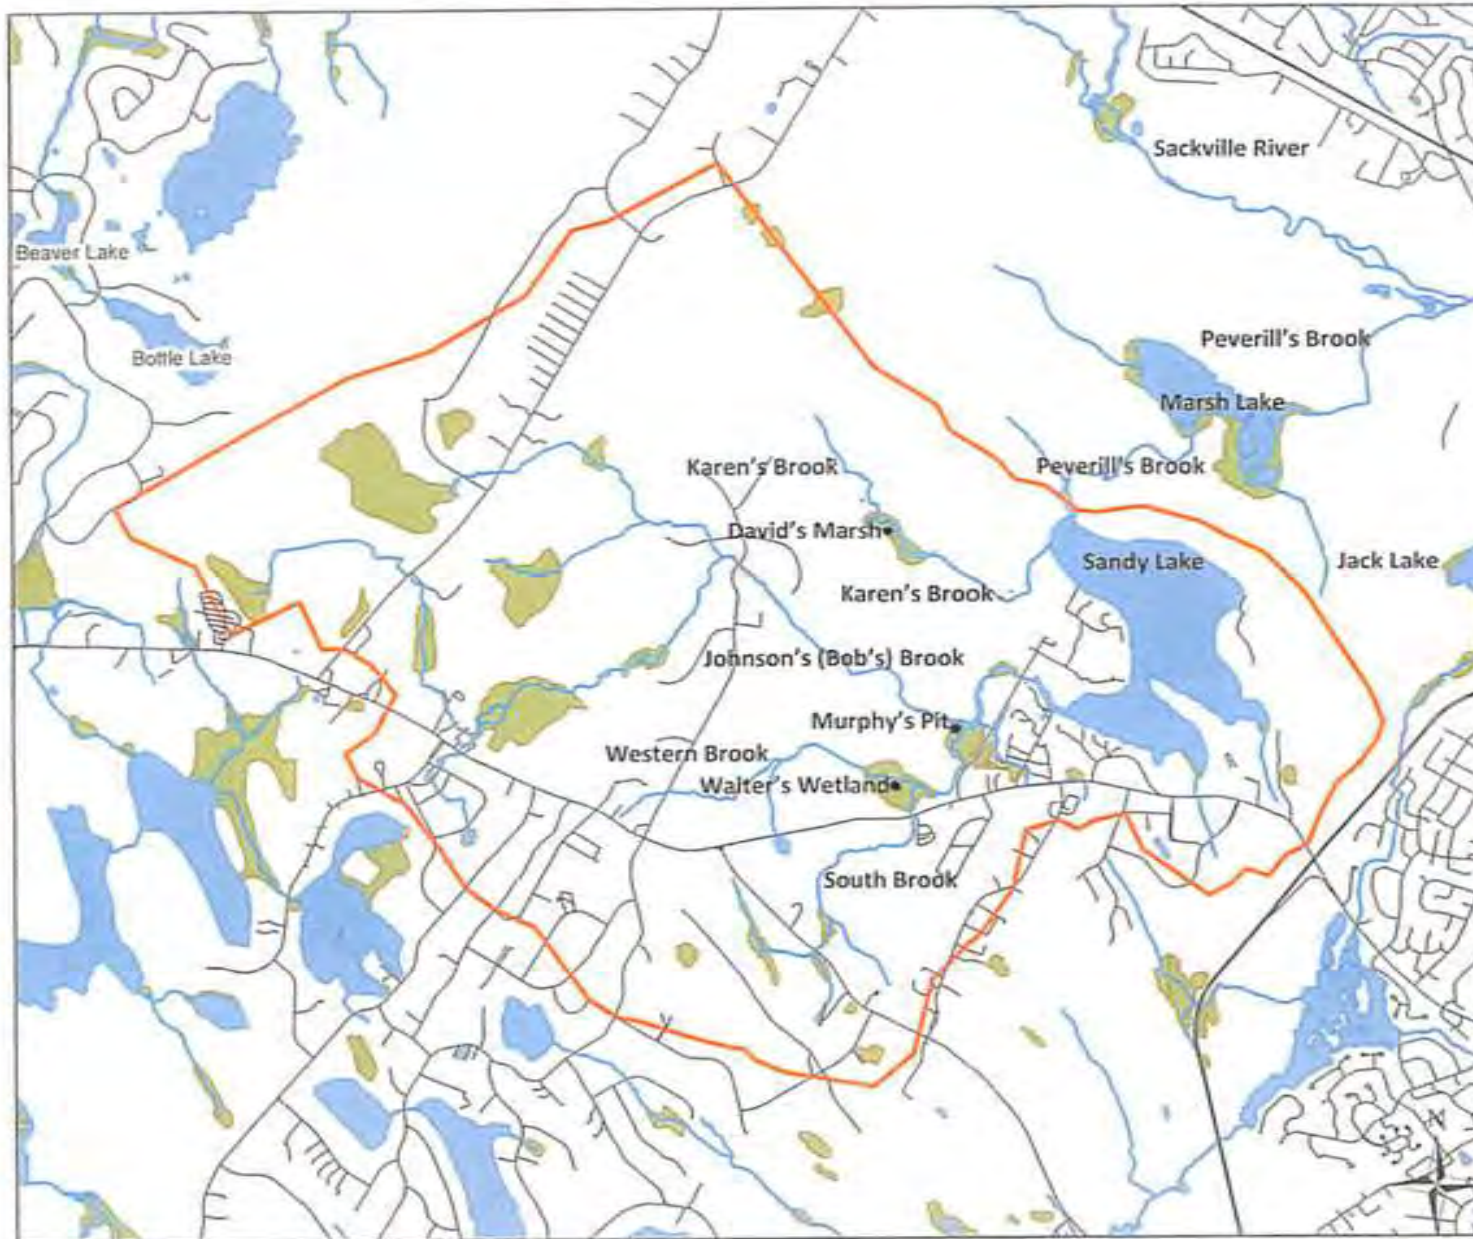 Sackville River
Beaver Lake
Peverill's Brook
Bottle Lake
Marsh Lake
Karen's Brook
Peverill's Brook
David's Marsh
Sandy Lake
Jack Lake
Karen's Brook
Johnson's (Bob's) Brook
Murphy's Pit
Western Brook
Walter's Wetland
South Brook
N